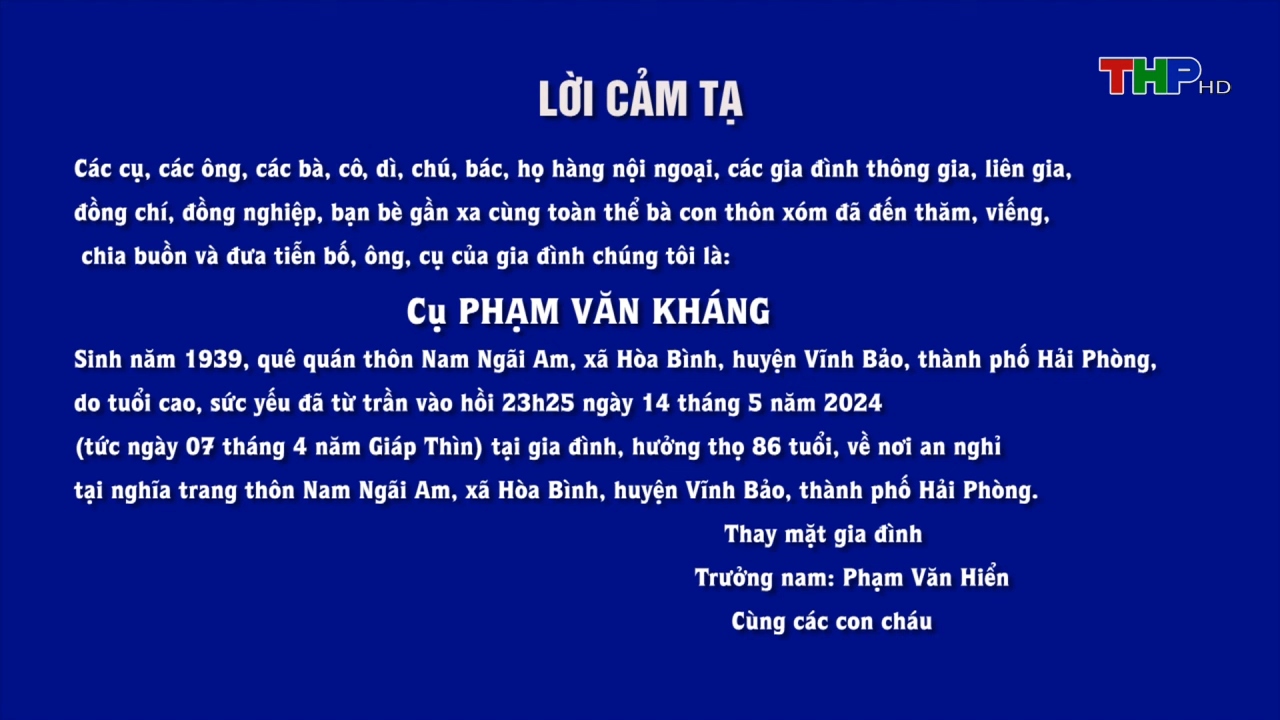 THP HD
LỜI CẢM TẠ
Các cụ, các ông, các bà, cô, dì, chú, bác, họ hàng nội ngoại, các gia đình thông gia, liên gia,
đồng chí, đồng nghiệp, bạn bè gần xa cùng toàn thể bà con thôn xóm đã đến thăm, viếng,
chia buồn và đưa tiễn bố, ông, cụ của gia đình chúng tôi là:
Cụ PHẠM VĂN KHÁNG
Sinh năm 1939, quê quán thôn Nam Ngãi Am, xã Hòa Bình, huyện Vĩnh Bảo, thành phố Hải Phòng,
do tuổi cao, sức yếu đã từ trần vào hồi 23h25 ngày 14 tháng 5 năm 2024
(tức ngày 07 tháng 4 năm Giáp Thìn) tại gia đình, hưởng thọ 86 tuổi, về nơi an nghỉ
tại nghĩa trang thôn Nam Ngãi Am, xã Hòa Bình, huyện Vĩnh Bảo, thành phố Hải Phòng.
Thay mặt gia đình
Trưởng nam: Phạm Văn Hiển
Cùng các con cháu